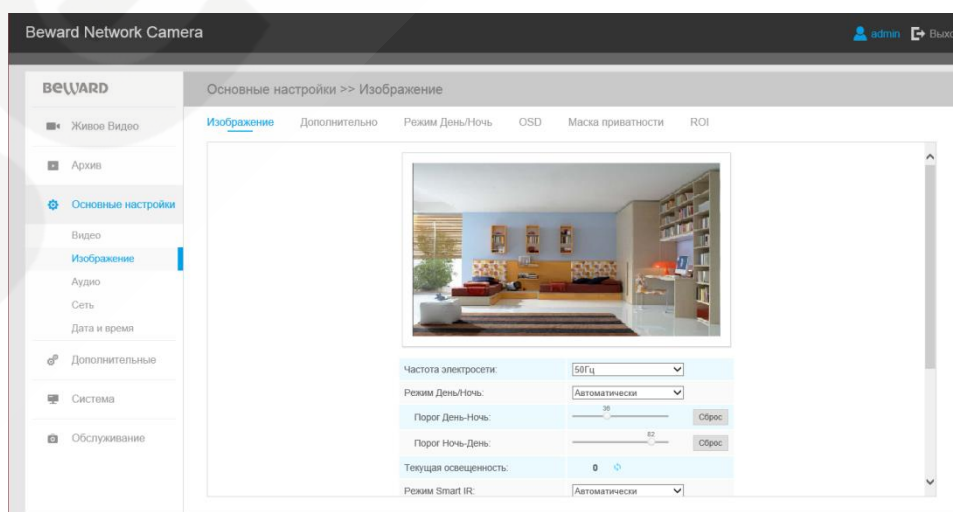 Beward Network Camera
admin
BEWARD
Основные настройки >> Изображение
Живое Видео
Архив
Основные настройки
Видео
Изображение
Аудио
Сеть
Дата и время
Дополнительные
Система
Обслуживание
Изображение Дополнительно Режим День/Ночь OSD Маска приватности ROI
Частота электросети: 50Гц
Режим День/Ночь: Автоматически
36
Порог День-Ночь: Сброс
82
Порог Ночь-День: Сброс
Текущая освещенность: 0
Режим Smart IR: Автоматически